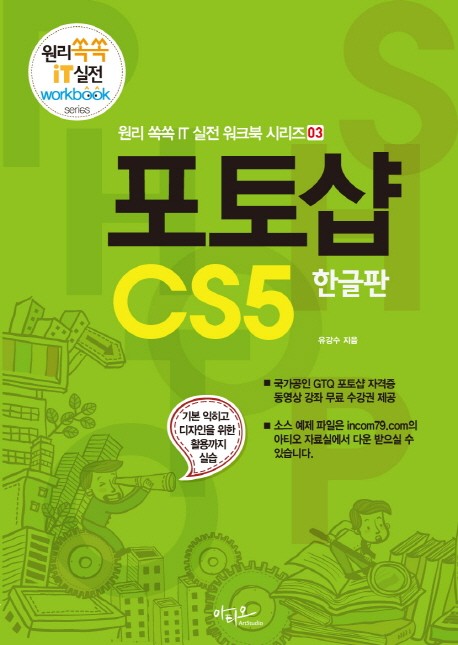 원리쏙쏙
iT실전
workbook
series
원리 쏙쏙 IT 실전 워크북 시리즈 03
포토샵
CS5 한글판
유강수 지음
■ 국가공인 GTQ 포토샵 자격증
동영상 강좌 무료 수강권 제공
■ 소스 예제 파일은 incom79.com의
아티오 자료실에서 다운 받으실 수
있습니다.
기본 익히고
디자인을 위한
활용까지
실습
아티오
ArtStudio